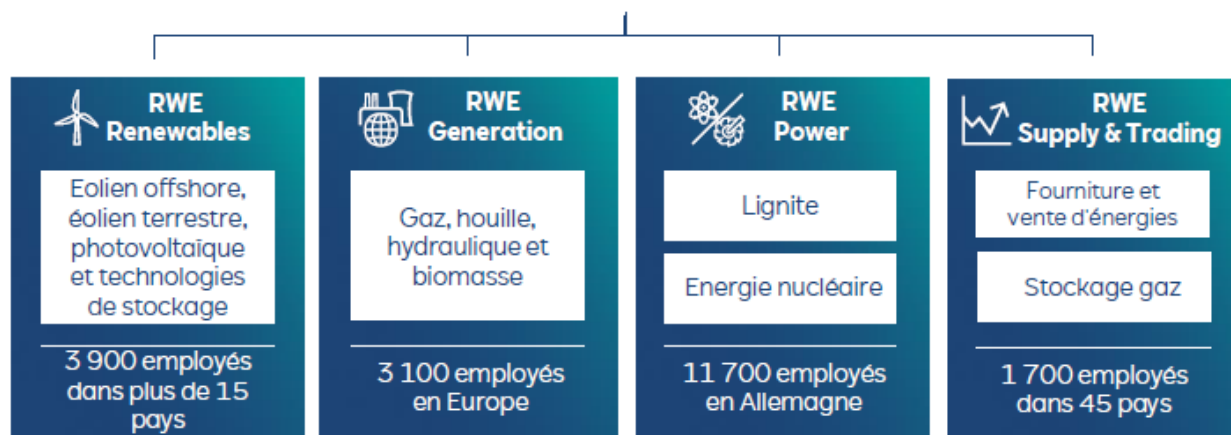 RWE
Renewables
Eolien offshore,
éolien terrestre,
photovoltaïque
et technologies
de stockage
3 900 employés
dans plus de 15
pays
RWE
Generation
Gaz, houille,
hydraulique et
biomasse
3 100 employés
en Europe
RWE
Power
Lignite
Energie nucléaire
11 700 employés
en Allemagne
RWE
Supply & Trading
Fourniture et
vente d'énergies
Stockage gaz
1 700 employés
dans 45 pays